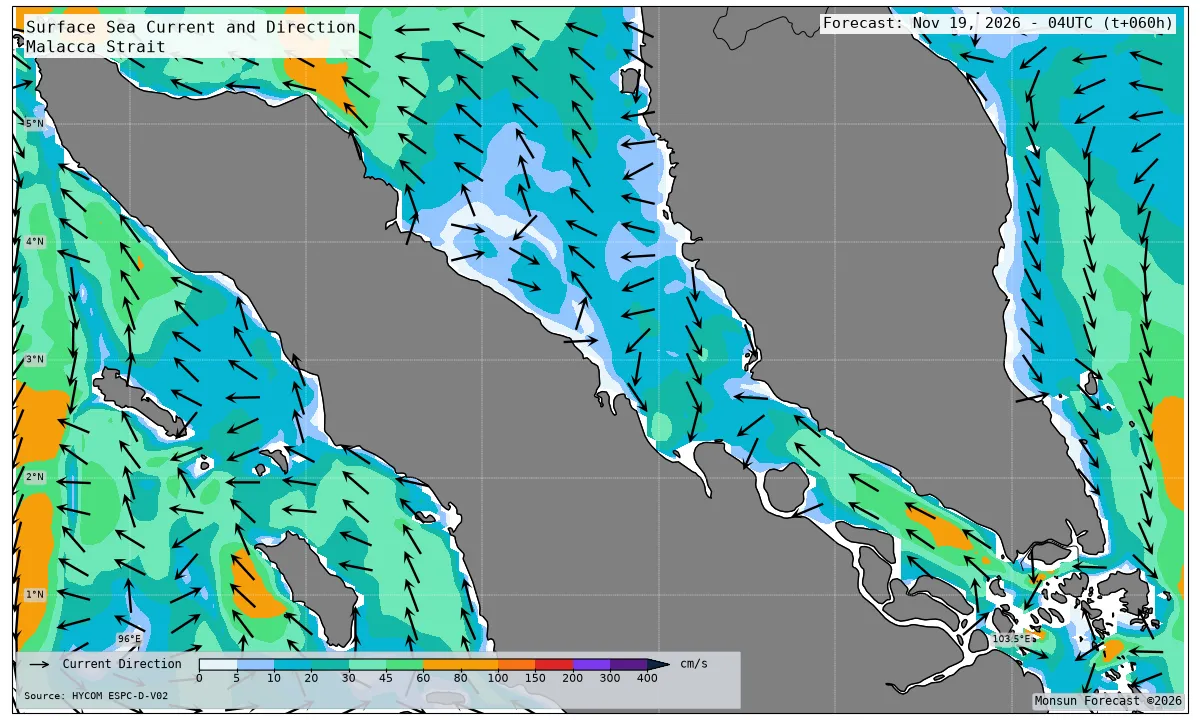 Surface Sea Current and Direction
Malacca Strait
Forecast: Nov 19, 2026 - 04UTC (t+060h)
5°N
4°N
3°N
2°N
1°N
96°E
103.5°E
Current Direction
0 5 10 20 30 45 60 80 100 150 200 300 400
cm/s
Source: HYCOM ESPC-D-V02
Monsun Forecast ©2026